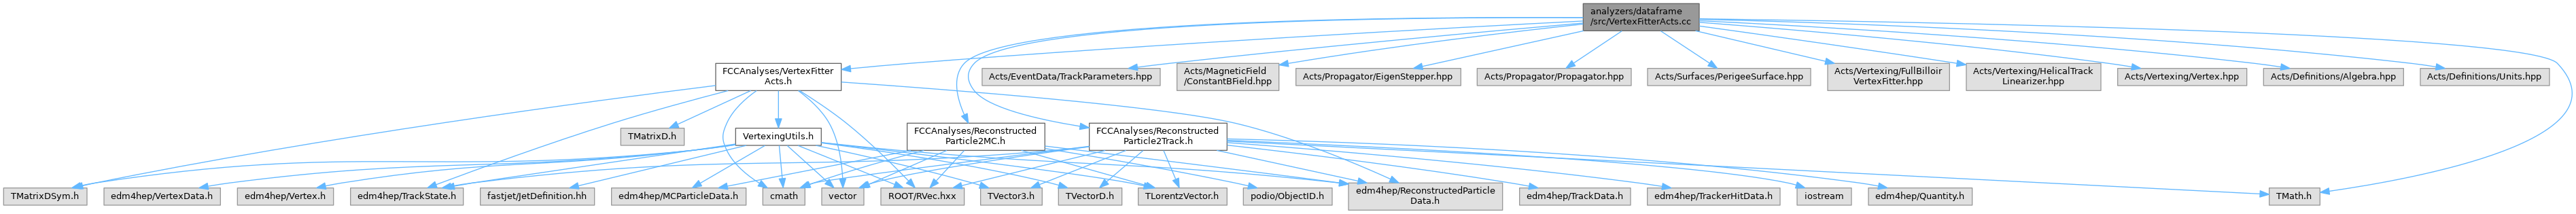 analyzers/dataframe
/src/VertexFitterActs.cc
FCCAnalyses/VertexFitter
Acts.h
Acts/EventData/TrackParameters.hpp
Acts/MagneticField
/ConstantBField.hpp
Acts/Propagator/EigenStepper.hpp
Acts/Propagator/Propagator.hpp
Acts/Surfaces/PerigeeSurface.hpp
Acts/Vertexing/FullBilloir
VertexFitter.hpp
Acts/Vertexing/HelicalTrack
Linearizer.hpp
Acts/Vertexing/Vertex.hpp
Acts/Definitions/Algebra.hpp
Acts/Definitions/Units.hpp
TMatrixD.h
VertexingUtils.h
FCCAnalyses/Reconstructed
Particle2MC.h
FCCAnalyses/Reconstructed
Particle2Track.h
TMatrixDSym.h
edm4hep/VertexData.h
edm4hep/Vertex.h
edm4hep/TrackState.h
fastjet/JetDefinition.hh
edm4hep/MCParticleData.h
cmath
vector
ROOT/RVec.hxx
TVector3.h
TVectorD.h
TLorentzVector.h
podio/ObjectID.h
edm4hep/ReconstructedParticle
Data.h
edm4hep/TrackData.h
edm4hep/TrackerHitData.h
iostream
edm4hep/Quantity.h
TMath.h